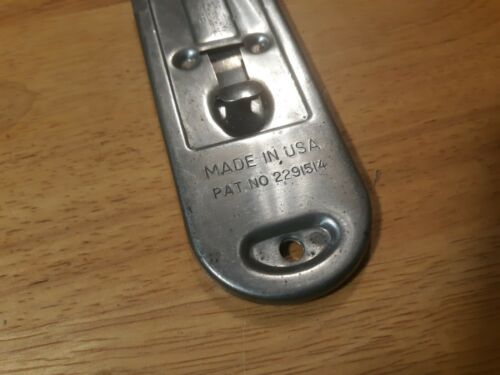 MADE IN USA
PAT. NO 2291514